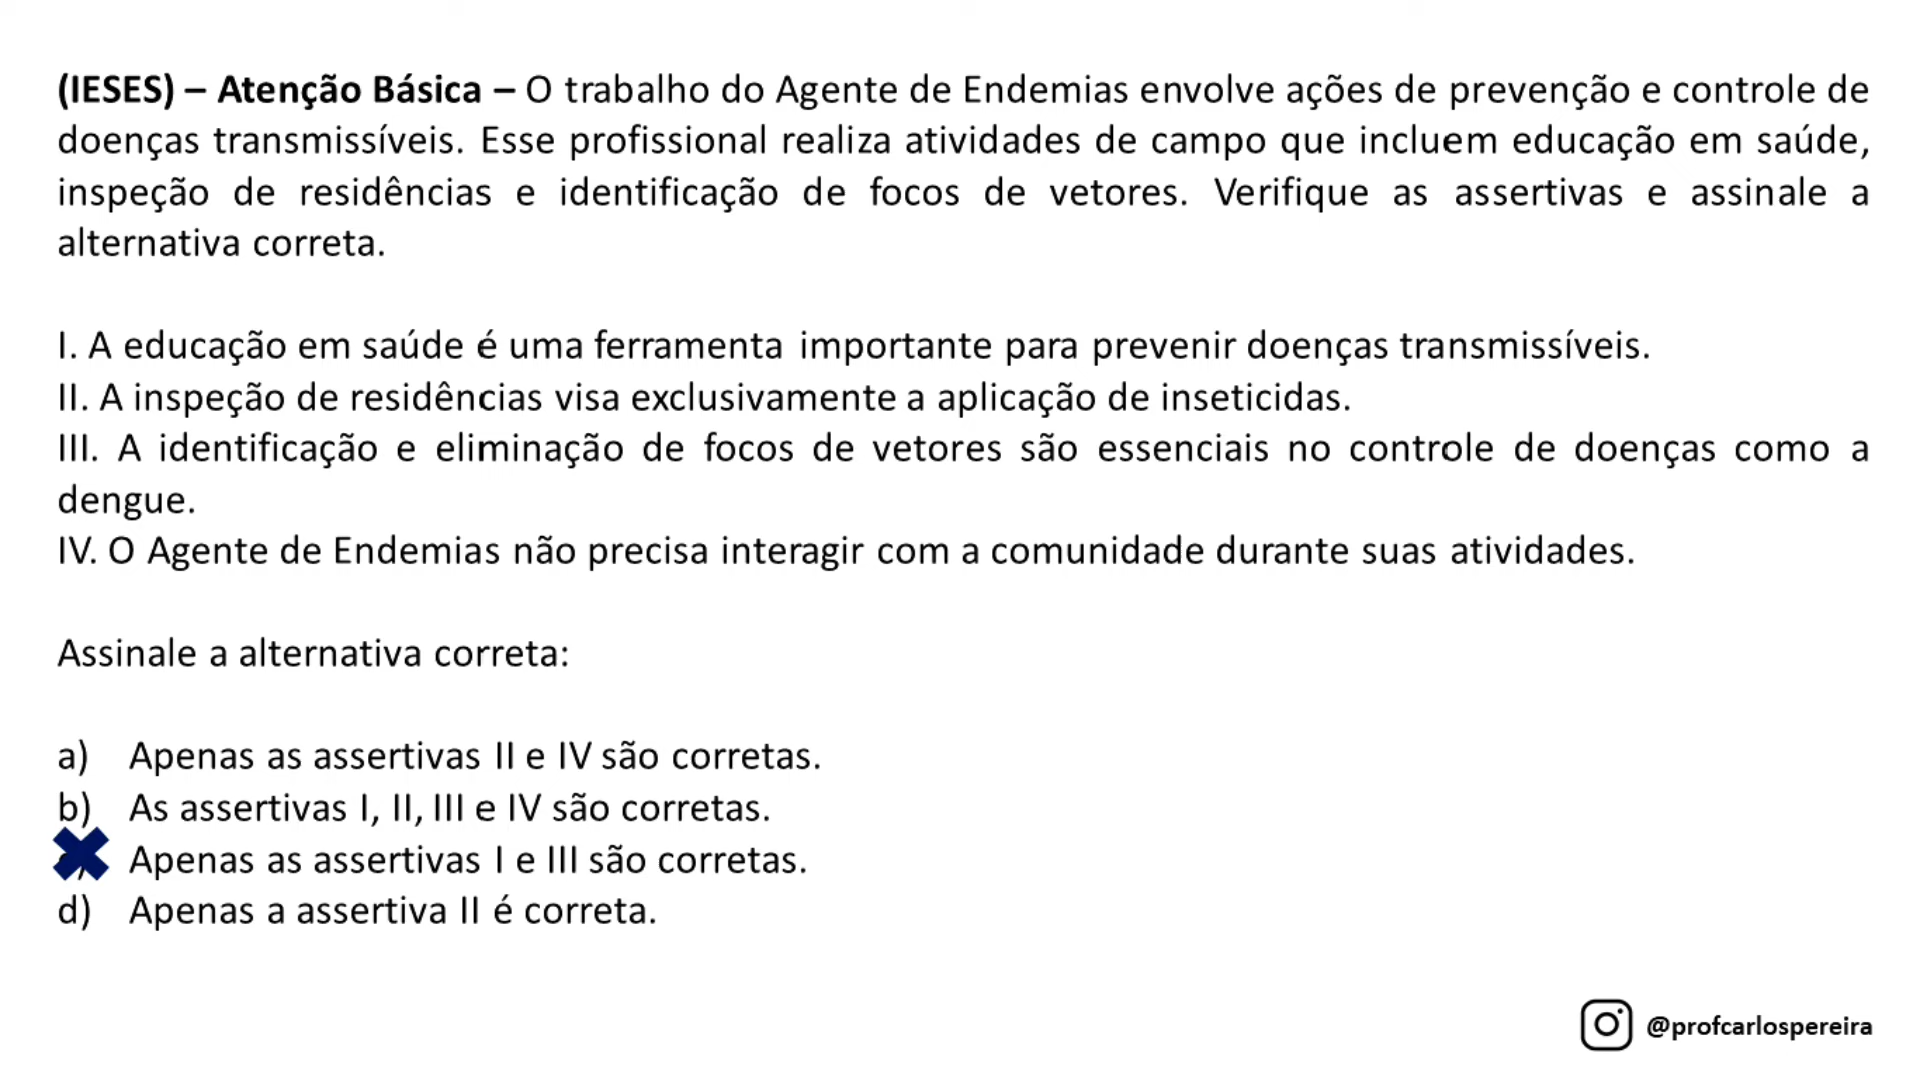 (IESES) – Atenção Básica – O trabalho do Agente de Endemias envolve ações de prevenção e controle de
doenças transmissíveis. Esse profissional realiza atividades de campo que incluem educação em saúde,
inspeção de residências e identificação de focos de vetores. Verifique as assertivas e assinale a
alternativa correta.
I. A educação em saúde é uma ferramenta importante para prevenir doenças transmissíveis.
II. A inspeção de residências visa exclusivamente a aplicação de inseticidas.
III. A identificação e eliminação de focos de vetores são essenciais no controle de doenças como a
dengue.
IV. O Agente de Endemias não precisa interagir com a comunidade durante suas atividades.
Assinale a alternativa correta:
a) Apenas as assertivas II e IV são corretas.
b) As assertivas I, II, III e IV são corretas.
Apenas as assertivas I e III são corretas.
d) Apenas a assertiva II é correta.
@profcarlospereira